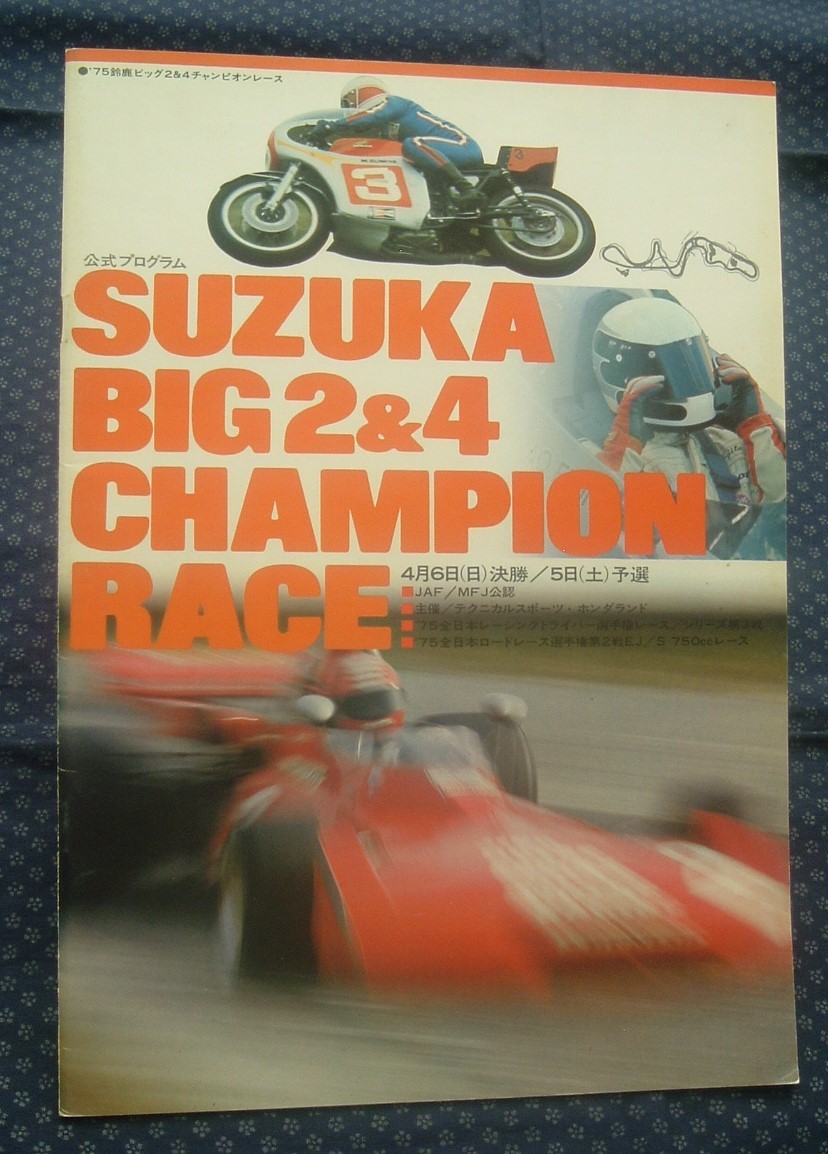 ●'75鈴鹿ビッグ2&4チャンピオンレース
3
3
公式プログラム
SUZUKA
BIG 2&4
CHAMPION
RACE
4月6日(日)決勝/5日(土)予選
■JAF/MFJ公認
■主催/テクニカルスポーツ・ホンダランド
■'75全日本レーシングドライバー選手権レース/シリーズ第3戦
■'75全日本ロードレース選手権第2戦EJ/S 750ccレース